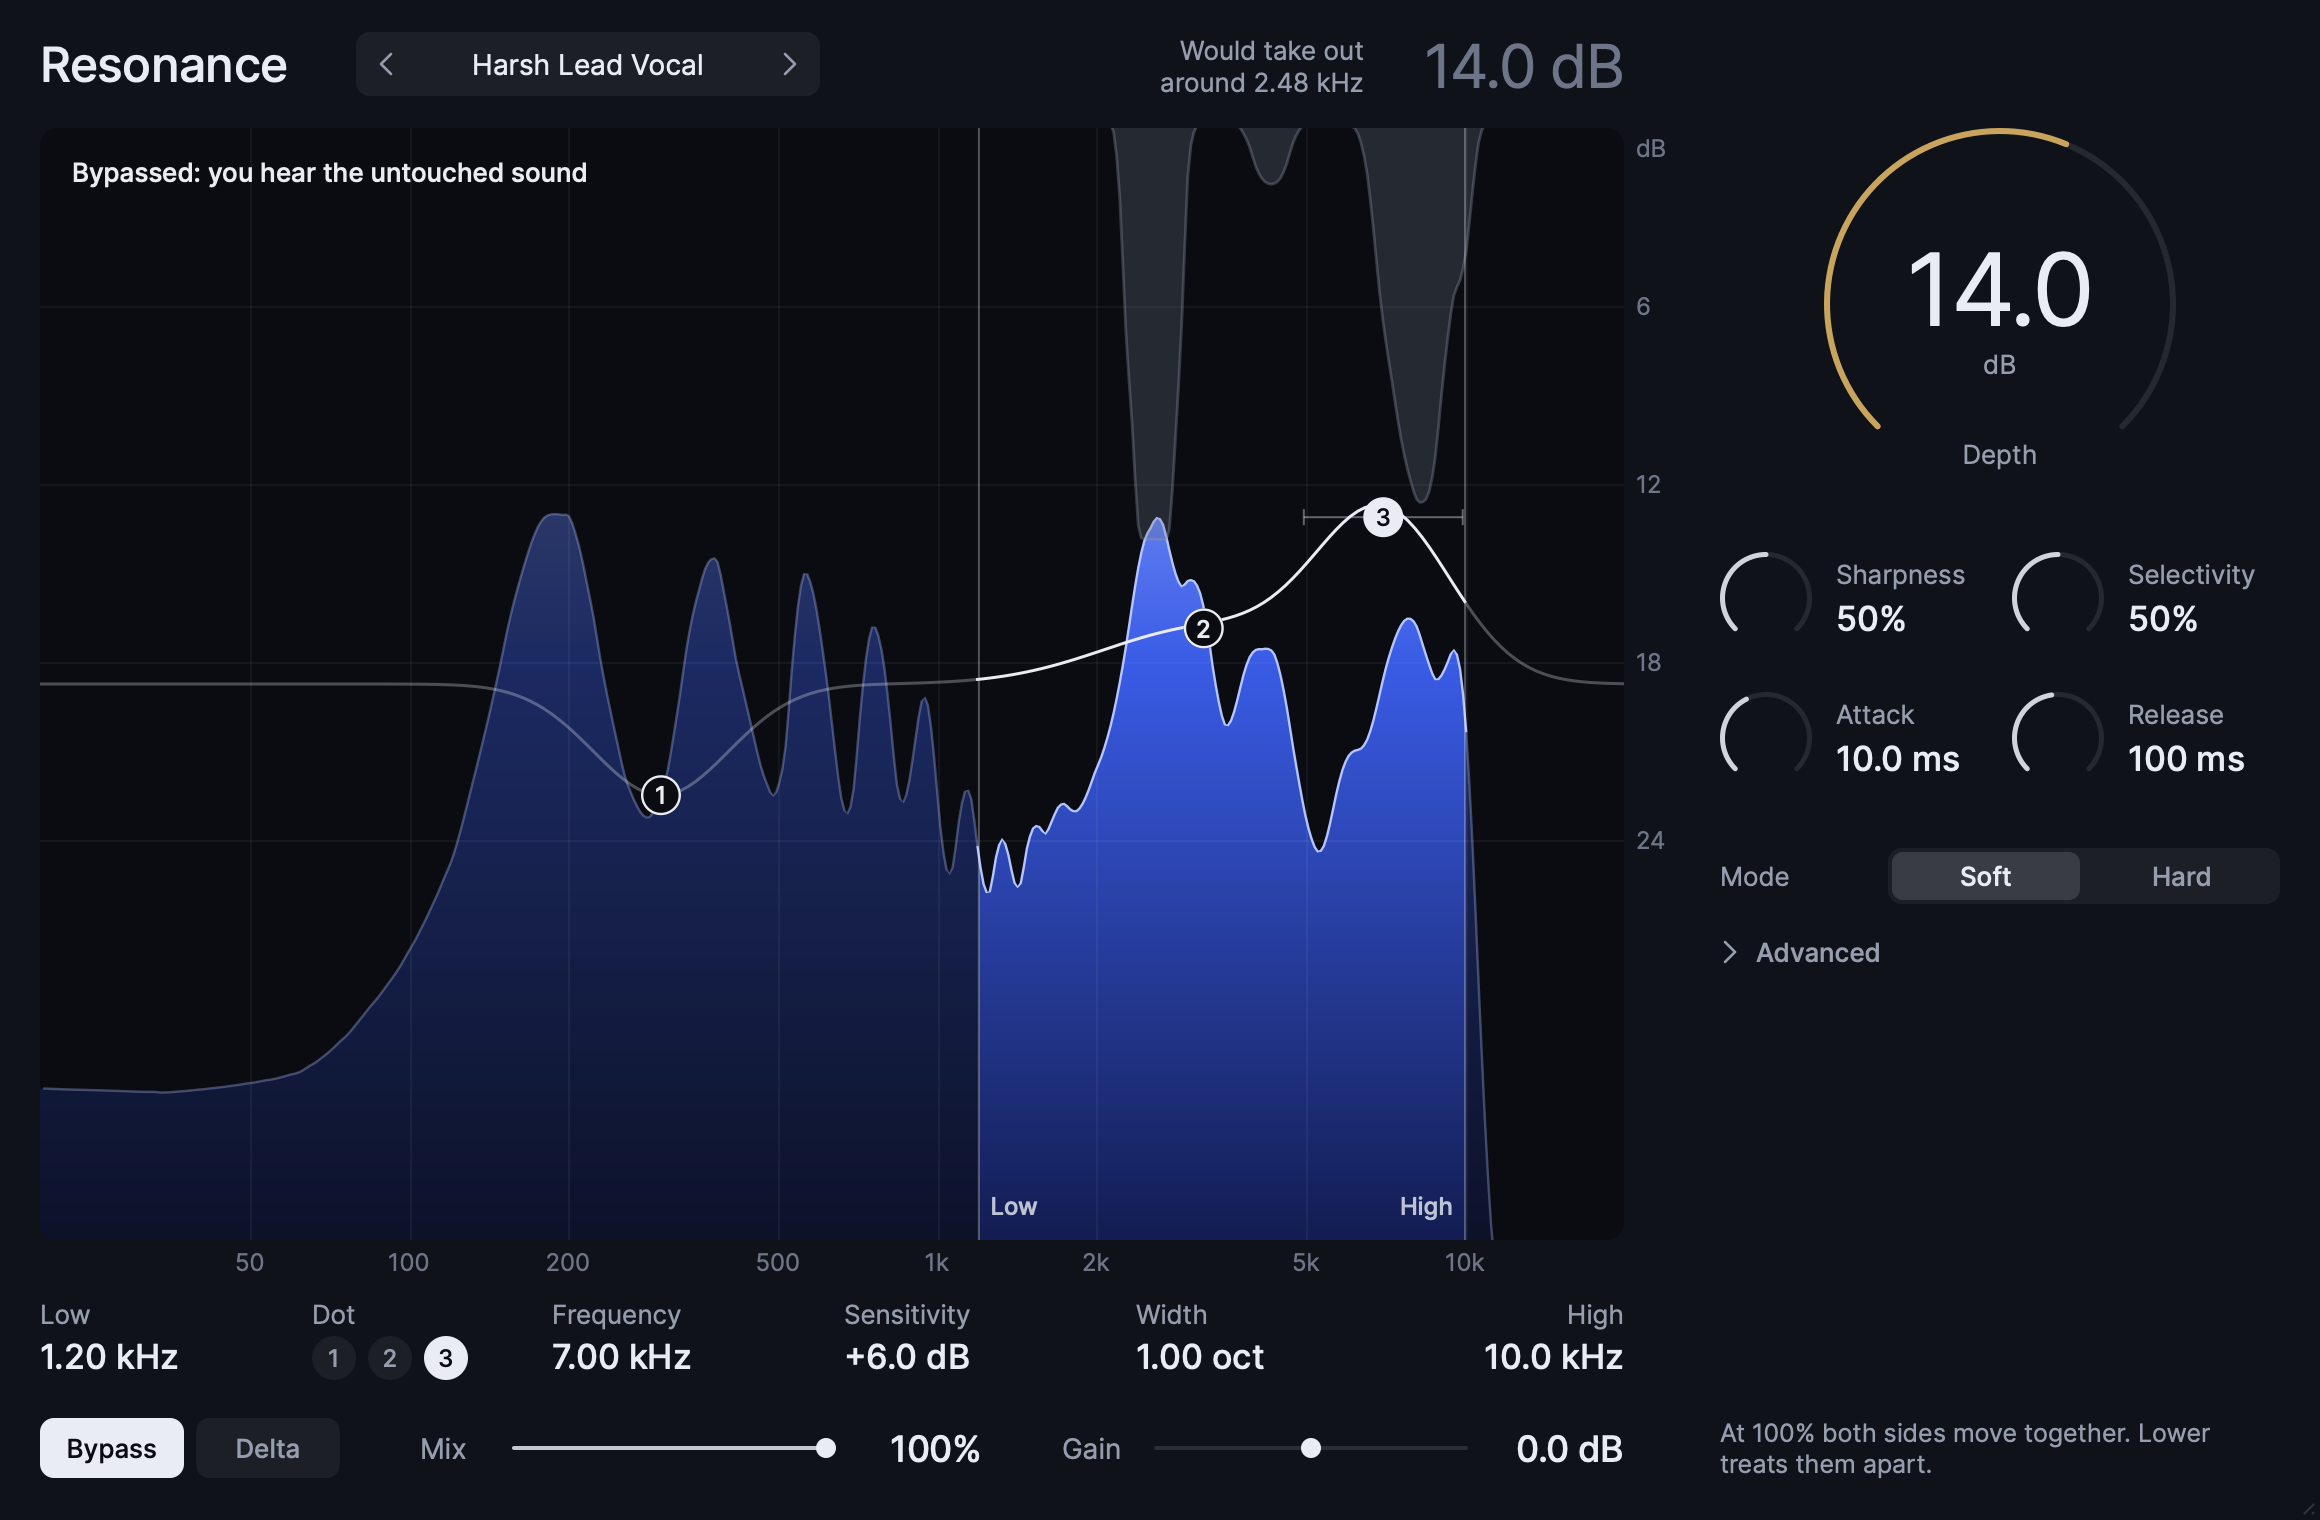 Resonance
Harsh Lead Vocal
Would take out
around 2.48 kHz
14.0 dB
Bypassed: you hear the untouched sound
dB
6
12
18
24
1
2
3
Low
High
50
100
200
500
1k
2k
5k
10k
14.0
dB
Depth
Sharpness
50%
Selectivity
50%
Attack
10.0 ms
Release
100 ms
Mode
Soft
Hard
Advanced
Low
1.20 kHz
Dot
1
2
3
Frequency
7.00 kHz
Sensitivity
+6.0 dB
Width
1.00 oct
High
10.0 kHz
Bypass
Delta
Mix
100%
Gain
0.0 dB
At 100% both sides move together. Lower
treats them apart.